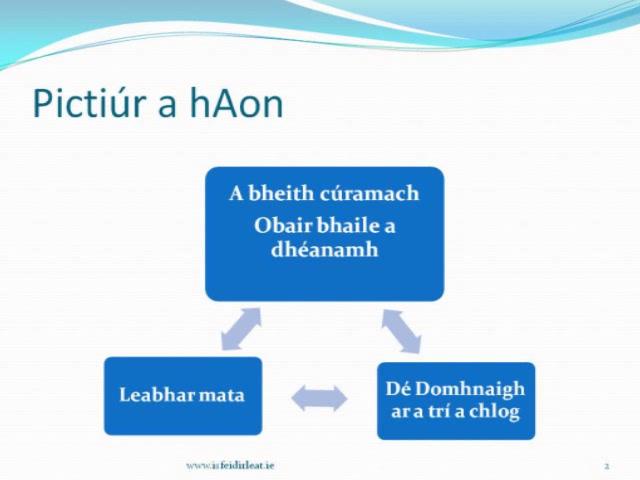 Pictiúr a hAon
A bheith cúramach
Obair bhaile a
dhéanamh
Leabhar mata
Dé Domhnaigh
ar a trí a chlog
www.isfeidirleat.ie
2